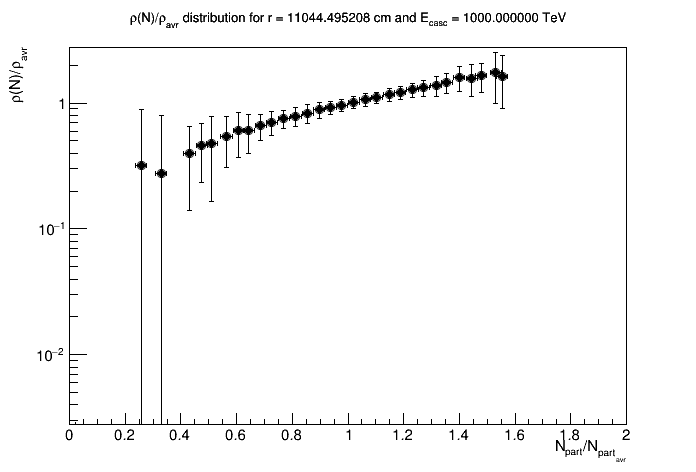 ρ(N)/ρavr distribution for r = 11044.495208 cm and Ecasc = 1000.000000 TeV
ρ(N)/ρavr
1
10−1
10−2
0 0.2 0.4 0.6 0.8 1 1.2 1.4 1.6 1.8 2
Npart/Npartavr